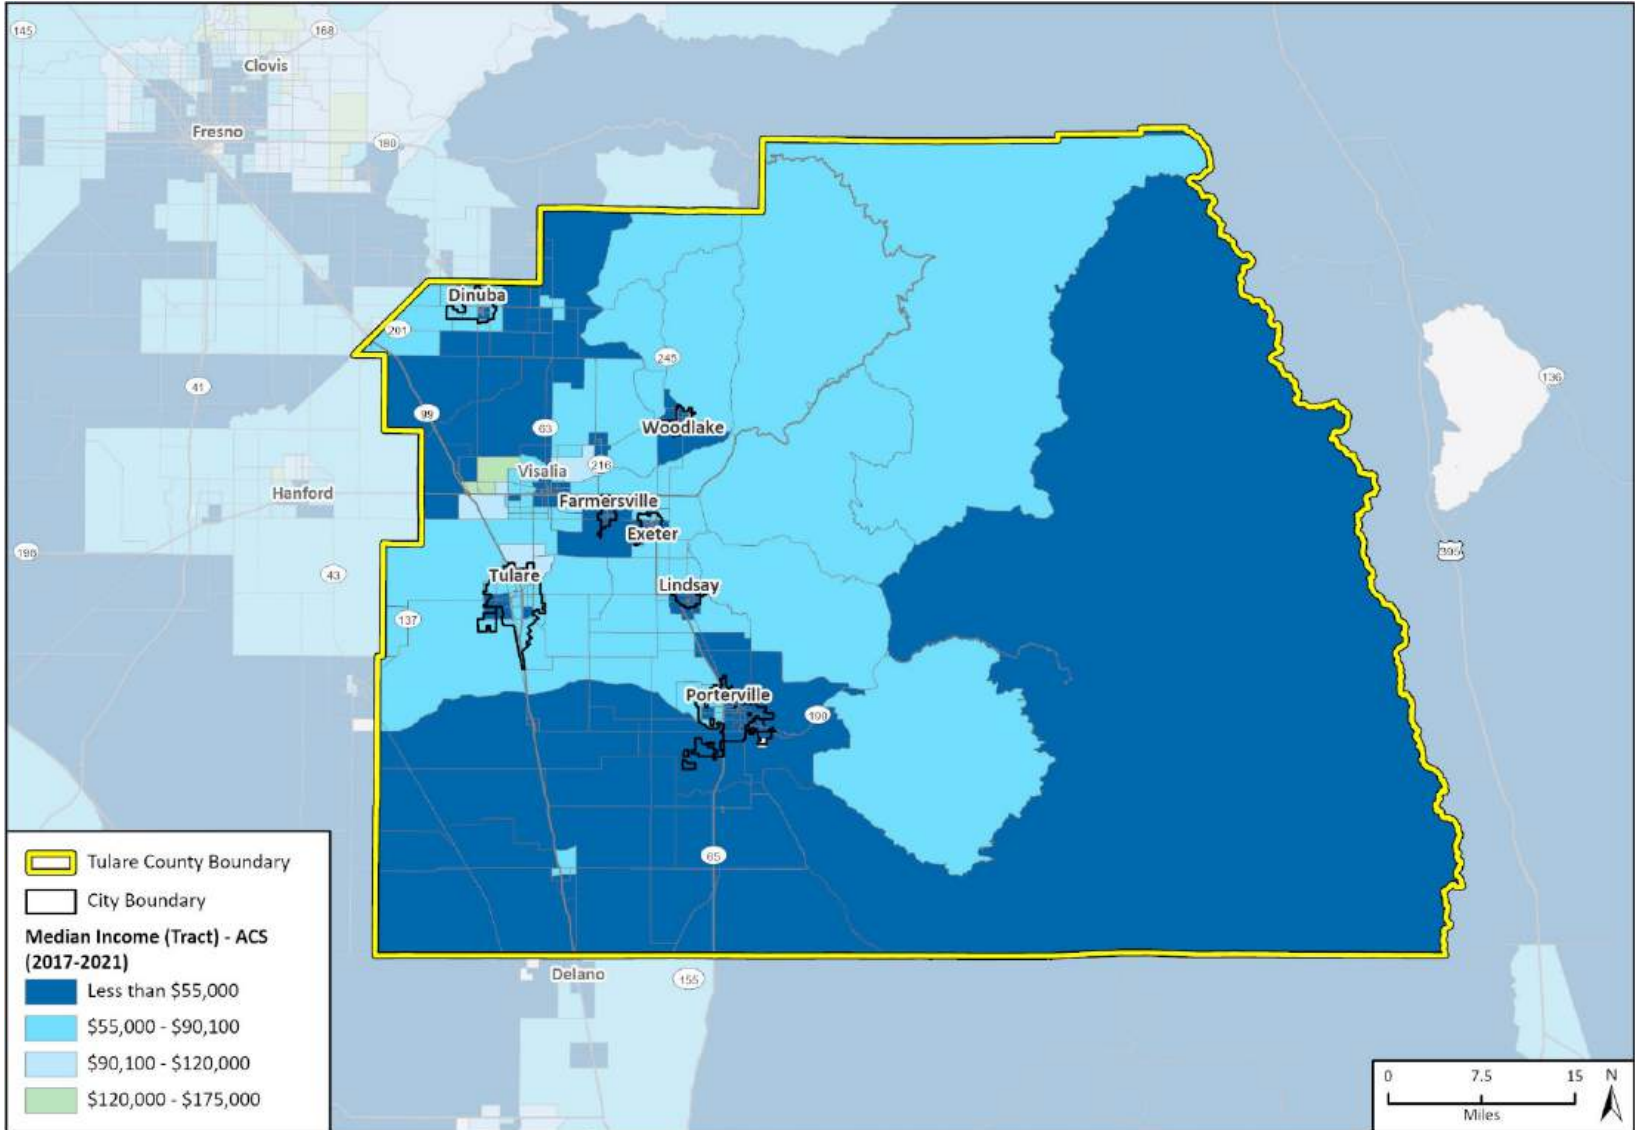 145
168
Clovis
Fresno
180
Dinuba
201
245
41
136
99
Woodlake
63
216
Visalia
Hanford
Farmersville
Exeter
198
395
43
Tulare
Lindsay
137
Porterville
190
65
Delano
155
Tulare County Boundary
City Boundary
Median Income (Tract) - ACS
(2017-2021)
Less than $55,000
$55,000 - $90,100
$90,100 - $120,000
$120,000 - $175,000
0 7.5 15 N
Miles